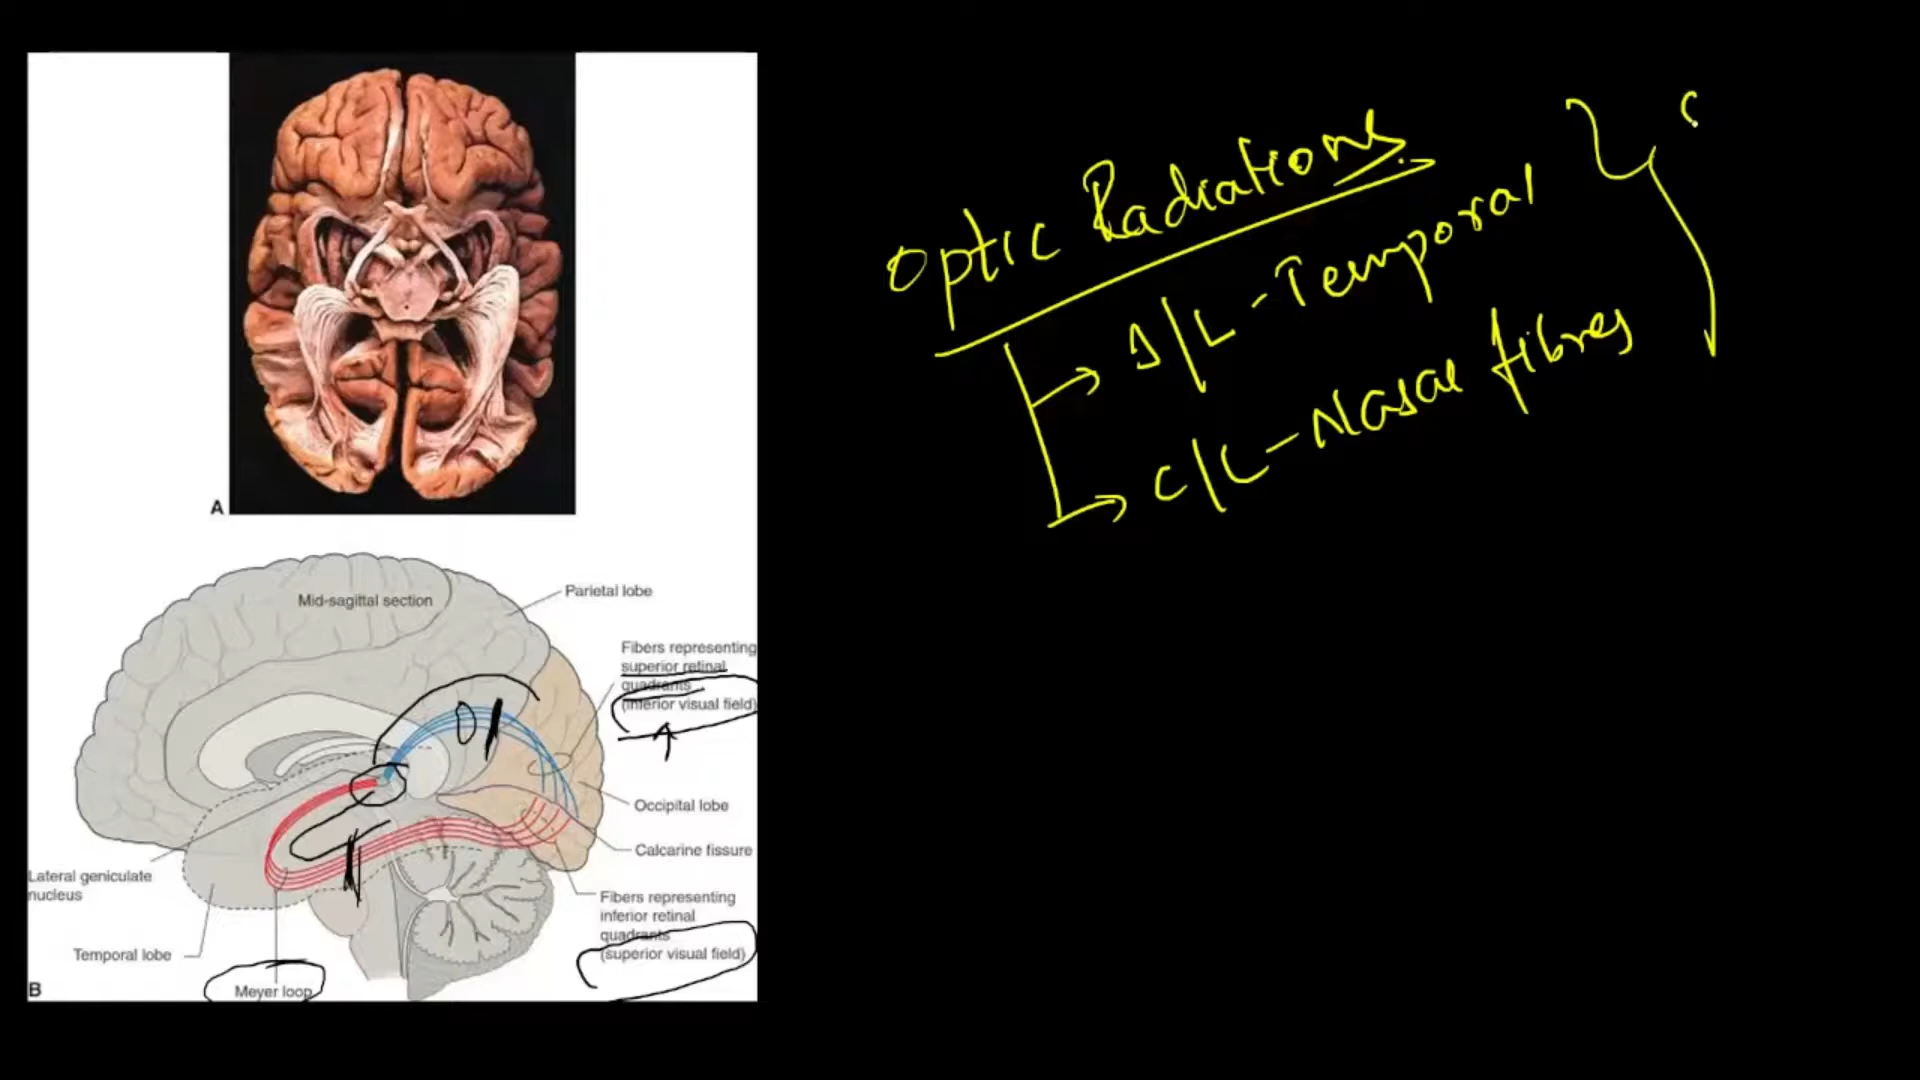 A
Mid-sagittal section
Parietal lobe
Fibers representing
superior retinal
quadrants
(inferior visual field)
Occipital lobe
Calcarine fissure
Lateral geniculate
nucleus
Fibers representing
inferior retinal
quadrants
(superior visual field)
Temporal lobe
Meyer loop
B
Optic Radiations
I/L - Temporal
C/L - Nasal fibres